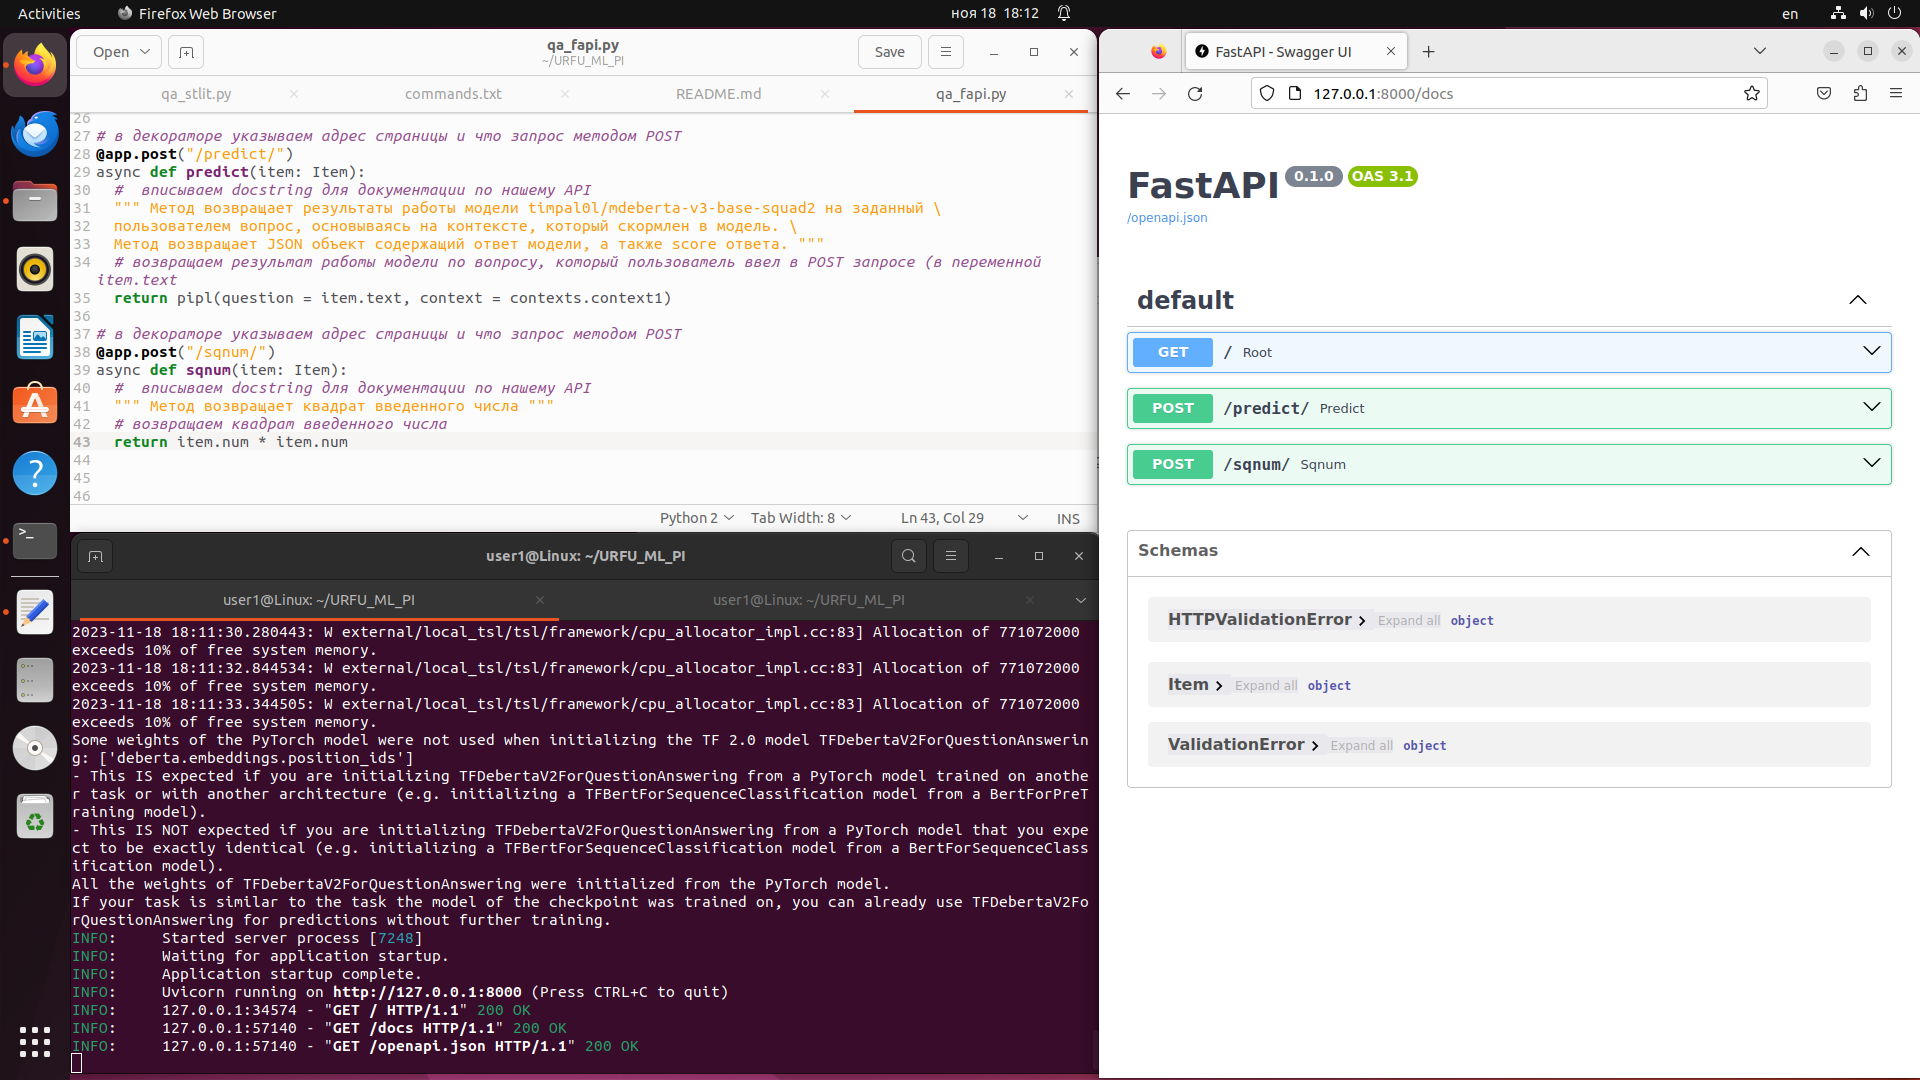 Activities
Firefox Web Browser
ноя 18 18:12
en
Open
qa_fapi.py
~/URFU_ML_PI
Save
qa_stlit.py
commands.txt
README.md
qa_fapi.py
26
27 # в декораторе указываем адрес страницы и что запрос методом POST
28 @app.post("/predict/")
29 async def predict(item: Item):
30   #  вписываем docstring для документации по нашему API
31   """ Метод возвращает результаты работы модели timpal0l/mdeberta-v3-base-squad2 на заданный \
32   пользователем вопрос, основываясь на контексте, который скормлен в модель. \
33   Метод возвращает JSON объект содержащий ответ модели, а также score ответа. """
34   # возвращаем результат работы модели по вопросу, который пользователь ввел в POST запросе (в переменной
item.text
35   return pipl(question = item.text, context = contexts.context1)
36
37 # в декораторе указываем адрес страницы и что запрос методом POST
38 @app.post("/sqnum/")
39 async def sqnum(item: Item):
40   #  вписываем docstring для документации по нашему API
41   """ Метод возвращает квадрат введенного числа """
42   # возвращаем квадрат введенного числа
43   return item.num * item.num
44
45
46
Python 2
Tab Width: 8
Ln 43, Col 29
INS
user1@Linux: ~/URFU_ML_PI
user1@Linux: ~/URFU_ML_PI
user1@Linux: ~/URFU_ML_PI
2023-11-18 18:11:30.280443: W external/local_tsl/tsl/framework/cpu_allocator_impl.cc:83] Allocation of 771072000
exceeds 10% of free system memory.
2023-11-18 18:11:32.844534: W external/local_tsl/tsl/framework/cpu_allocator_impl.cc:83] Allocation of 771072000
exceeds 10% of free system memory.
2023-11-18 18:11:33.344505: W external/local_tsl/tsl/framework/cpu_allocator_impl.cc:83] Allocation of 771072000
exceeds 10% of free system memory.
Some weights of the PyTorch model were not used when initializing the TF 2.0 model TFDebertaV2ForQuestionAnswerin
g: ['deberta.embeddings.position_ids']
- This IS expected if you are initializing TFDebertaV2ForQuestionAnswering from a PyTorch model trained on anothe
r task or with another architecture (e.g. initializing a TFBertForSequenceClassification model from a BertForPreT
raining model).
- This IS NOT expected if you are initializing TFDebertaV2ForQuestionAnswering from a PyTorch model that you expe
ct to be exactly identical (e.g. initializing a TFBertForSequenceClassification model from a BertForSequenceClass
ification model).
All the weights of TFDebertaV2ForQuestionAnswering were initialized from the PyTorch model.
If your task is similar to the task the model of the checkpoint was trained on, you can already use TFDebertaV2Fo
rQuestionAnswering for predictions without further training.
INFO:     Started server process [7248]
INFO:     Waiting for application startup.
INFO:     Application startup complete.
INFO:     Uvicorn running on http://127.0.0.1:8000 (Press CTRL+C to quit)
INFO:     127.0.0.1:34574 - "GET / HTTP/1.1" 200 OK
INFO:     127.0.0.1:57140 - "GET /docs HTTP/1.1" 200 OK
INFO:     127.0.0.1:57140 - "GET /openapi.json HTTP/1.1" 200 OK
FastAPI - Swagger UI
127.0.0.1:8000/docs
FastAPI 0.1.0 OAS 3.1
/openapi.json
default
GET / Root
POST /predict/ Predict
POST /sqnum/ Sqnum
Schemas
HTTPValidationError Expand all object
Item Expand all object
ValidationError Expand all object